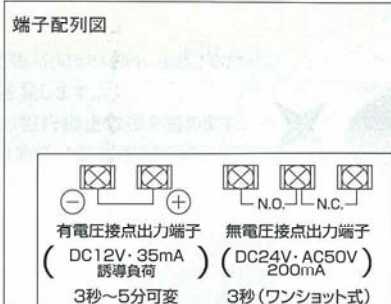 端子配列図
⊖ ⊕ N.O. N.C.
有電圧接点出力端子 無電圧接点出力端子
(DC12V・35mA 誘導負荷) (DC24V・AC50V 200mA)
3秒〜5分可変 3秒(ワンショット式)